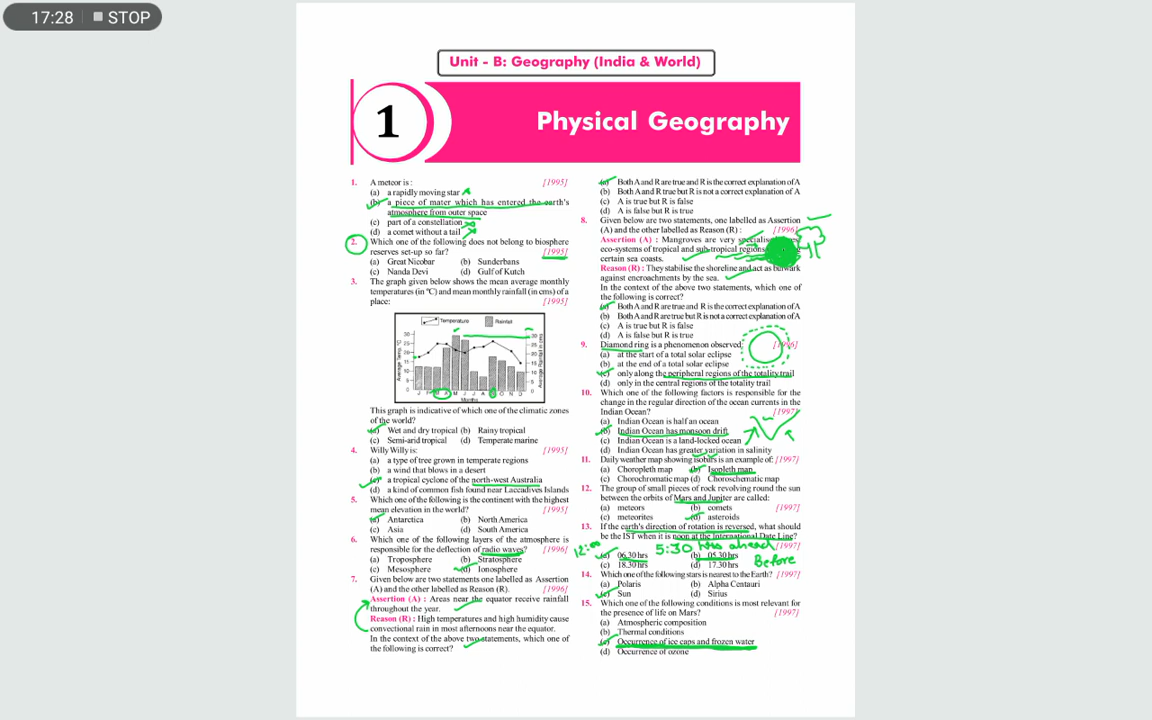 17:28 STOP
Unit - B: Geography (India & World)
1
Physical Geography
1. A meteor is : [1995]
(a) a rapidly moving star
(b) a piece of mater which has entered the earth's
atmosphere from outer space
(c) part of a constellation
(d) a comet without a tail
2. Which one of the following does not belong to biosphere
reserves set-up so far? [1995]
(a) Great Nicobar (b) Sunderbans
(c) Nanda Devi (d) Gulf of Kutch
3. The graph given below shows the mean average monthly
temperatures (in °C) and mean monthly rainfall (in cms) of a
place: [1995]
Temperature Rainfall
Average Temp. °C
30
25
20
15
10
5
0
30
25
20
15
10
5
0
Average Rainfall in cm
J F M A M J J A S O N D
Months
This graph is indicative of which one of the climatic zones
of the world?
(a) Wet and dry tropical (b) Rainy tropical
(c) Semi-arid tropical (d) Temperate marine
4. Willy Willy is: [1995]
(a) a type of tree grown in temperate regions
(b) a wind that blows in a desert
(c) a tropical cyclone of the north-west Australia
(d) a kind of common fish found near Laccadives Islands
5. Which one of the following is the continent with the highest
mean elevation in the world? [1995]
(a) Antarctica (b) North America
(c) Asia (d) South America
6. Which one of the following layers of the atmosphere is
responsible for the deflection of radio waves? [1996]
(a) Troposphere (b) Stratosphere
(c) Mesosphere (d) Ionosphere
7. Given below are two statements one labelled as Assertion
(A) and the other labelled as Reason (R). [1996]
Assertion (A) : Areas near the equator receive rainfall
throughout the year.
Reason (R) : High temperatures and high humidity cause
convectional rain in most afternoons near the equator.
In the context of the above two statements, which one of
the following is correct?
(a) Both A and R are true and R is the correct explanation of A
(b) Both A and R true but R is not a correct explanation of A
(c) A is true but R is false
(d) A is false but R is true
8. Given below are two statements, one labelled as Assertion
(A) and the other labelled as Reason (R) : [1996]
Assertion (A) : Mangroves are very
eco-systems of tropical and sub-tropical regions
certain sea coasts.
Reason (R) : They stabilise the shoreline and act as bulwark
against encroachments by the sea.
In the context of the above two statements, which one of
the following is correct?
(a) Both A and R are true and R is the correct explanation of A
(b) Both A and R are true but R is not a correct explanation of A
(c) A is true but R is false
(d) A is false but R is true
9. Diamond ring is a phenomenon observed: [1996]
(a) at the start of a total solar eclipse
(b) at the end of a total solar eclipse
(c) only along the peripheral regions of the totality trail
(d) only in the central regions of the totality trail
10. Which one of the following factors is responsible for the
change in the regular direction of the ocean currents in the
Indian Ocean? [1997]
(a) Indian Ocean is half an ocean
(b) Indian Ocean has monsoon drift
(c) Indian Ocean is a land-locked ocean
(d) Indian Ocean has greater variation in salinity
11. Daily weather map showing isobars is an example of: [1997]
(a) Choropleth map (b) Isopleth map
(c) Chorochromatic map (d) Choroschematic map
12. The group of small pieces of rock revolving round the sun
between the orbits of Mars and Jupiter are called:
(a) meteors (b) comets [1997]
(c) meteorites (d) asteroids
13. If the earth's direction of rotation is reversed, what should
be the IST when it is noon at the International Date Line?
12:00 5:30 hrs ahead [1997]
(a) 06.30 hrs (b) 05.30 hrs
(c) 18.30 hrs (d) 17.30 hrs Before
14. Which one of the following stars is nearest to the Earth? [1997]
(a) Polaris (b) Alpha Centauri
(c) Sun (d) Sirius
15. Which one of the following conditions is most relevant for
the presence of life on Mars? [1997]
(a) Atmospheric composition
(b) Thermal conditions
(c) Occurrence of ice caps and frozen water
(d) Occurrence of ozone